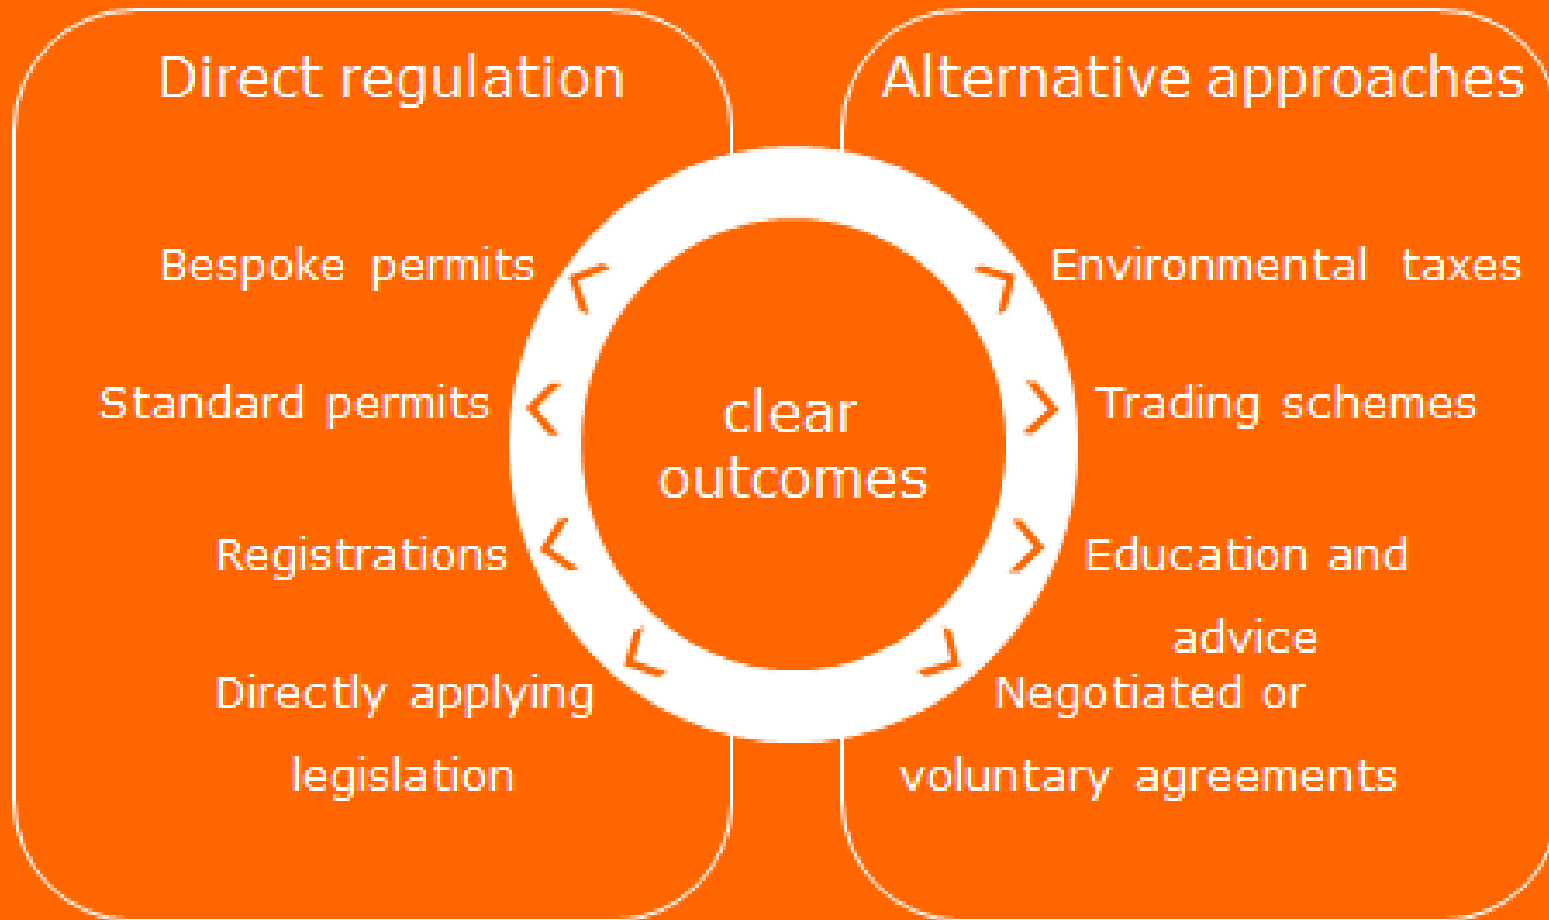 Direct regulation
Bespoke permits
Standard permits
Registrations
Directly applying
legislation
clear
outcomes
Alternative approaches
Environmental taxes
Trading schemes
Education and
advice
Negotiated or
voluntary agreements